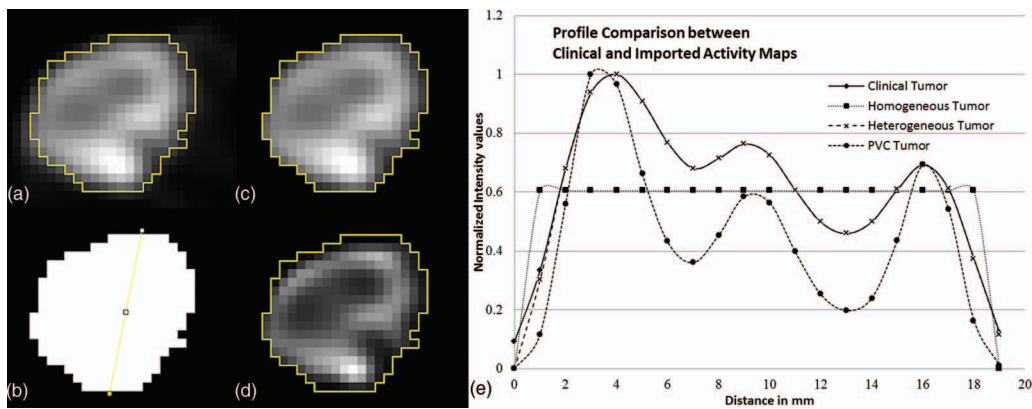 (a)
(c)
(b)
(d)
(e)
Profile Comparison between
Clinical and Imported Activity Maps
Clinical Tumor
Homogeneous Tumor
Heterogeneous Tumor
PVC Tumor
Normalized Intensity values
1.2
1
0.8
0.6
0.4
0.2
0
0 2 4 6 8 10 12 14 16 18 20
Distance in mm